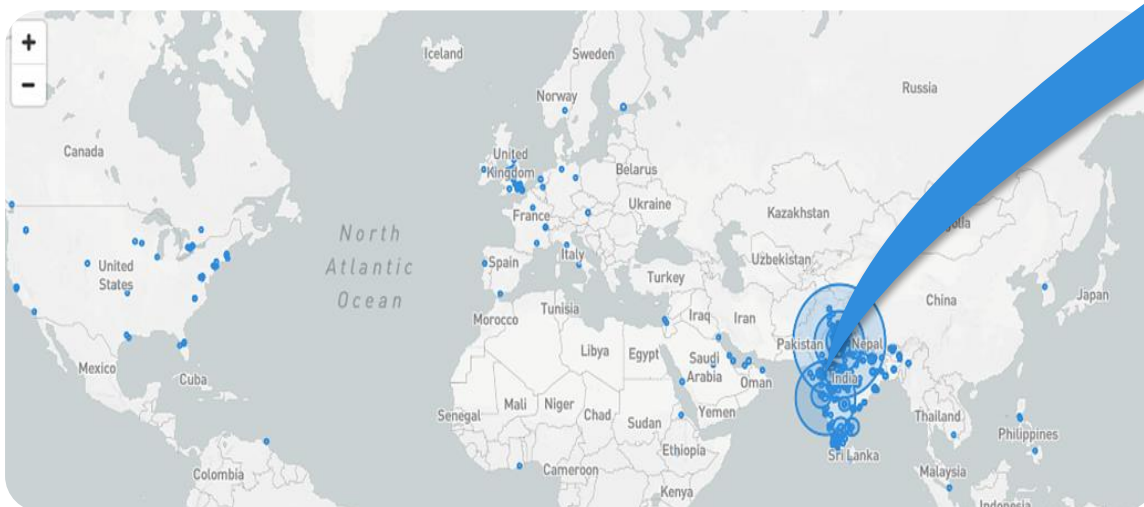 +
−
Iceland
Sweden
Norway
Russia
Canada
United
Kingdom
Belarus
Ukraine
Kazakhstan
France
North
Atlantic
Ocean
Italy
Uzbekistan
United
States
Spain
Turkey
China
Japan
Tunisia
Iraq
Iran
Morocco
Pakistan
Nepal
Libya
Egypt
Saudi
Arabia
Mexico
Cuba
Oman
India
Mali
Niger
Chad
Sudan
Yemen
Senegal
Thailand
Philippines
Ethiopia
Sri Lanka
Colombia
Cameroon
Malaysia
Kenya